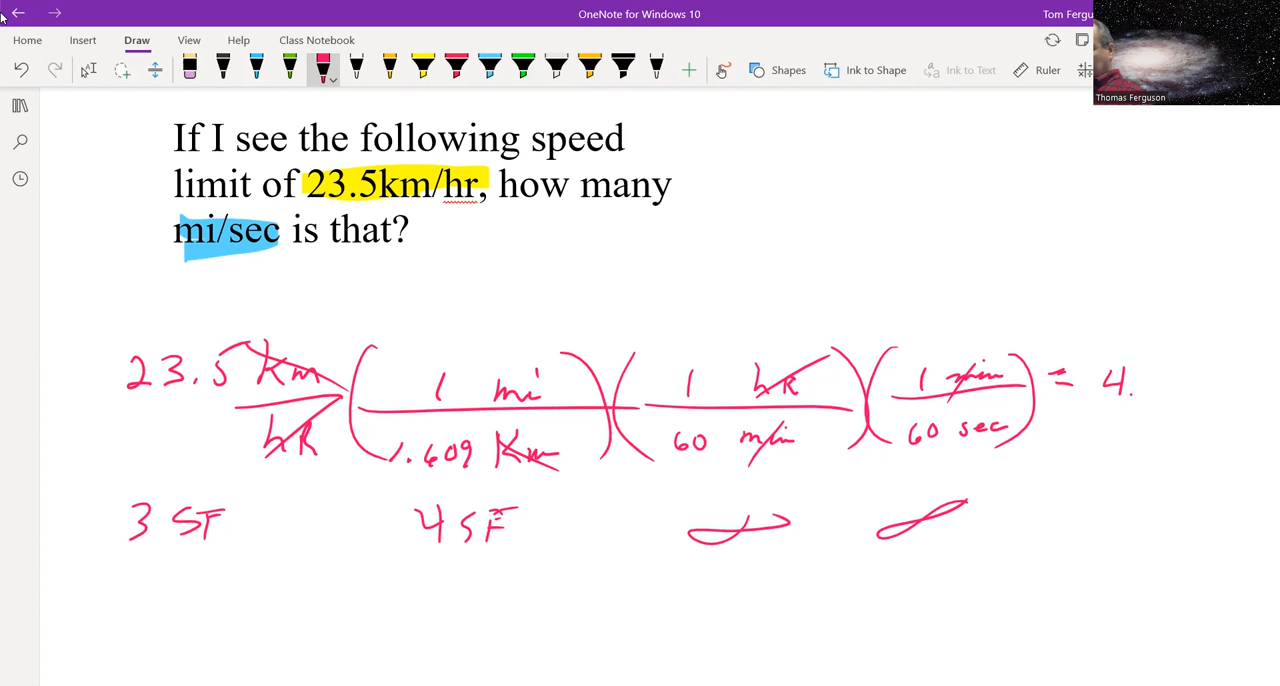 OneNote for Windows 10
Tom Fergu
Home Insert Draw View Help Class Notebook
Shapes Ink to Shape Ink to Text Ruler
Thomas Ferguson
If I see the following speed
limit of 23.5km/hr, how many
mi/sec is that?
23.5 Km 1 mi 1 hR 1 min = 4.
hR 1.609 Km 60 min 60 sec
3 SF 4 SF ∞ ∞